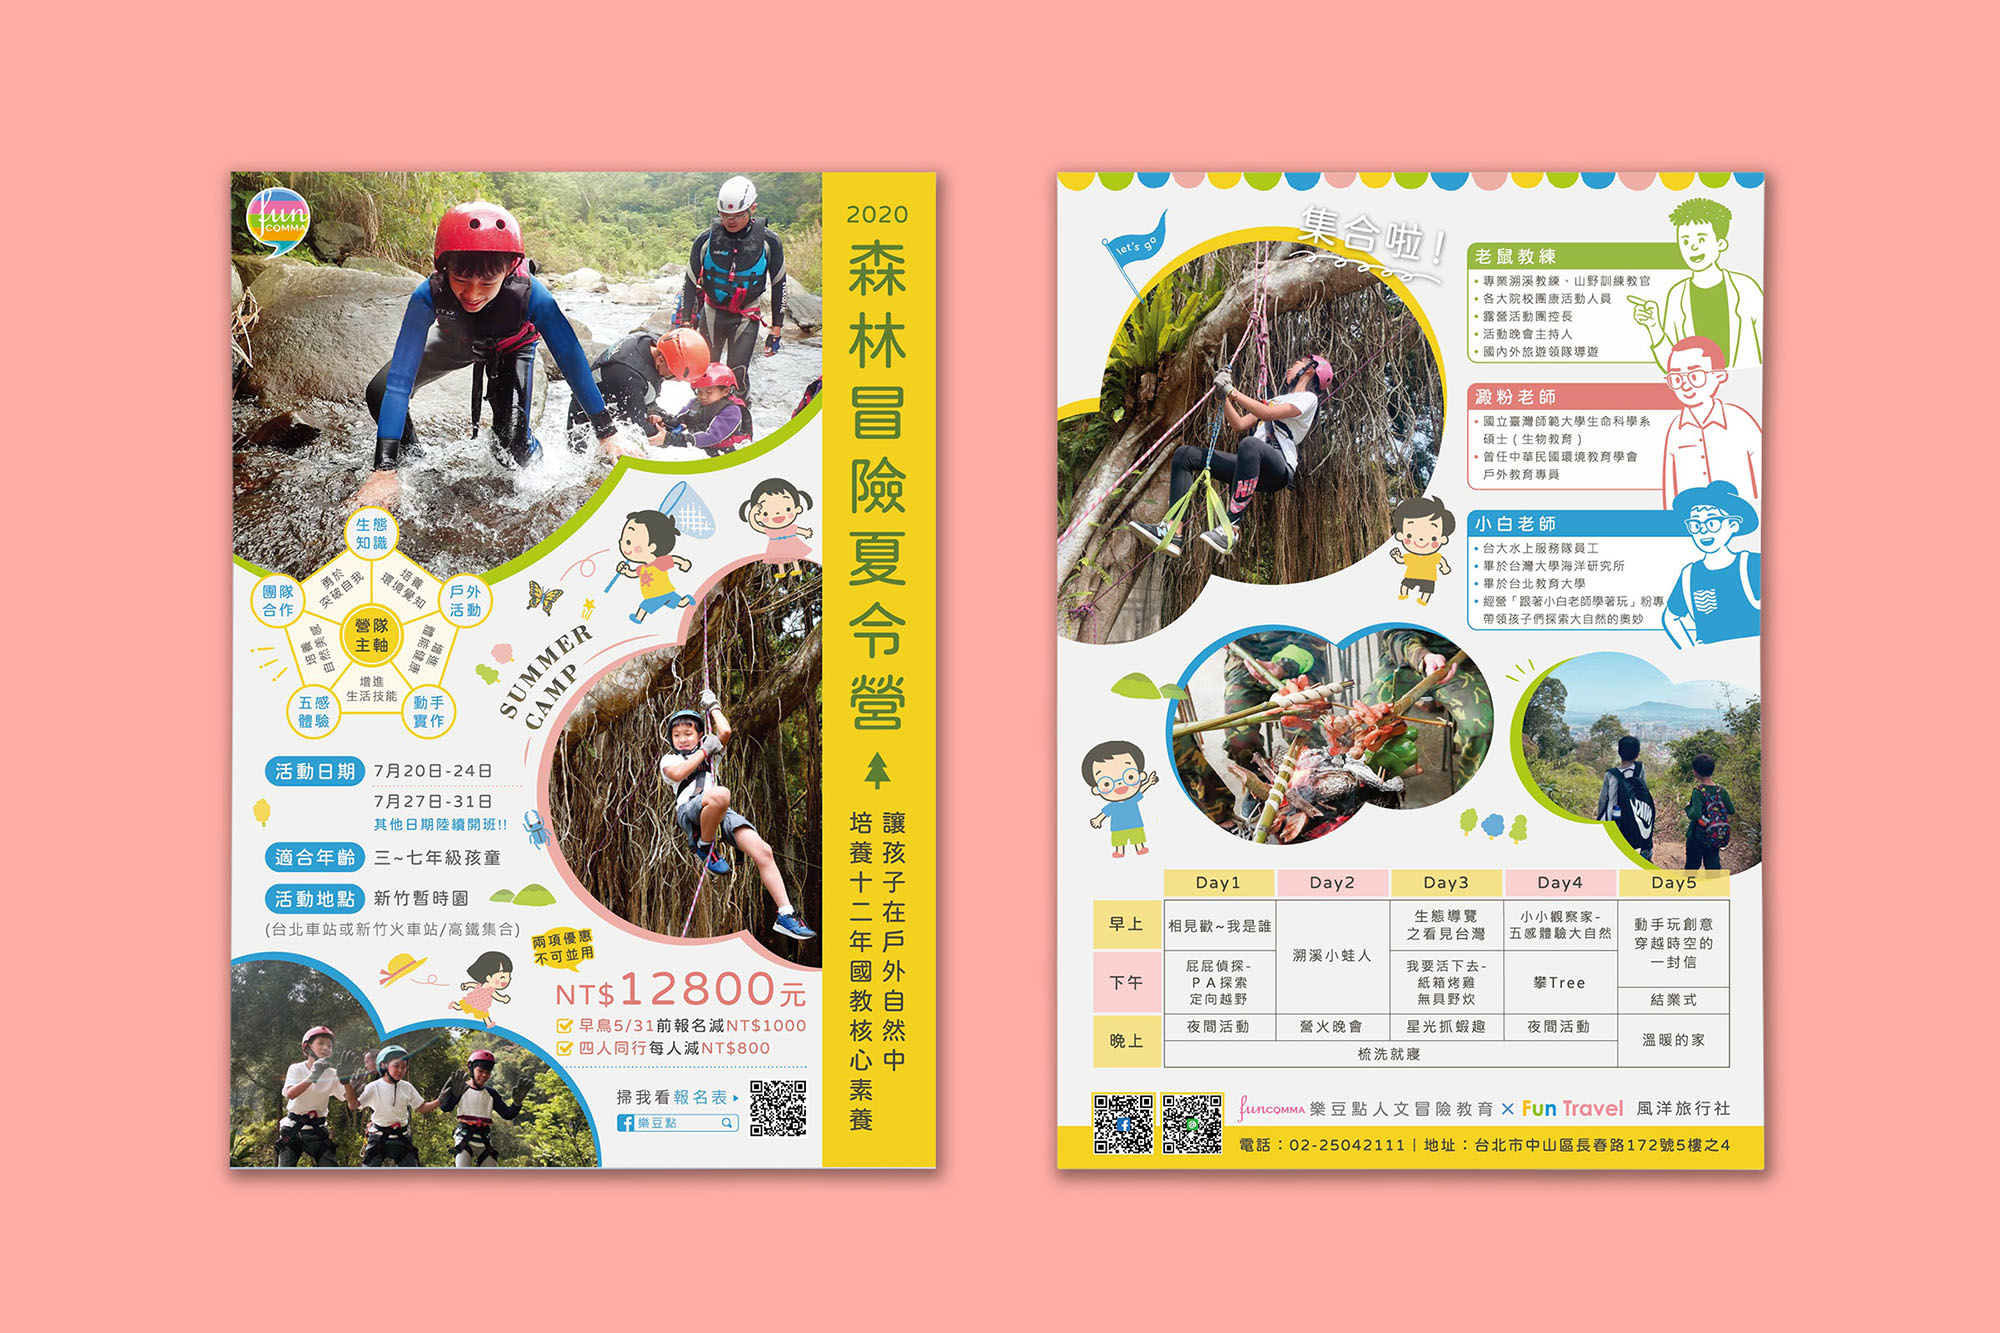 fun
COMMA
2020
森林冒險夏令營
讓孩子在戶外自然中
培養十二年國教核心素養
生態
知識
團隊
合作
勇於
突破自我
培養
環境覺知
戶外
活動
營隊
主軸
培養
自然美感
增進
體能健康
增進
生活技能
五感
體驗
動手
實作
SUMMER
CAMP
活動日期 7月20日-24日
7月27日-31日
其他日期陸續開班!!
適合年齡 三~七年級孩童
活動地點 新竹暫時園
(台北車站或新竹火車站/高鐵集合)
兩項優惠
不可並用
NT$12800元
早鳥5/31前報名減NT$1000
四人同行每人減NT$800
掃我看報名表
樂豆點
let's go
集合啦!
老鼠教練
• 專業溯溪教練、山野訓練教官
• 各大院校團康活動人員
• 露營活動團控長
• 活動晚會主持人
• 國內外旅遊領隊導遊
澱粉老師
• 國立臺灣師範大學生命科學系
碩士(生物教育)
• 曾任中華民國環境教育學會
戶外教育專員
小白老師
• 台大水上服務隊員工
• 畢於台灣大學海洋研究所
• 畢於台北教育大學
• 經營「跟著小白老師學著玩」粉專
帶領孩子們探索大自然的奧妙
Day1 Day2 Day3 Day4 Day5
早上
相見歡~我是誰
溯溪小蛙人
生態導覽
之看見台灣
小小觀察家-
五感體驗大自然
動手玩創意
穿越時空的
一封信
下午
屁屁偵探-
PA探索
定向越野
我要活下去-
紙箱烤雞
無具野炊
攀Tree
結業式
晚上
夜間活動
營火晚會
星光抓蝦趣
夜間活動
溫暖的家
梳洗就寢
funCOMMA 樂豆點人文冒險教育 × Fun Travel 風洋旅行社
電話：02-25042111｜地址：台北市中山區長春路172號5樓之4